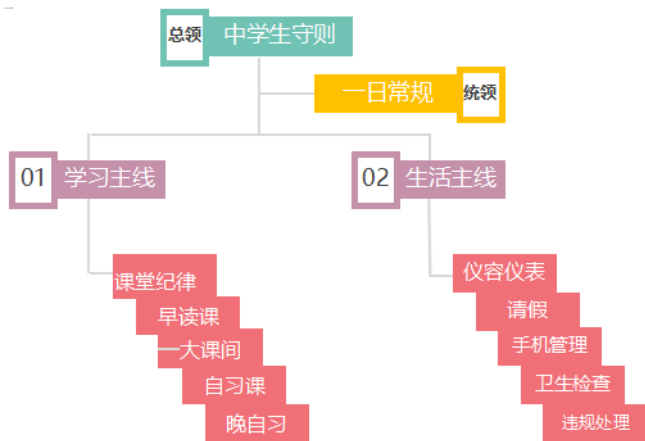 总领 中学生守则
一日常规 统领
01 学习主线
02 生活主线
课堂纪律
早读课
一大课间
自习课
晚自习
仪容仪表
请假
手机管理
卫生检查
违规处理